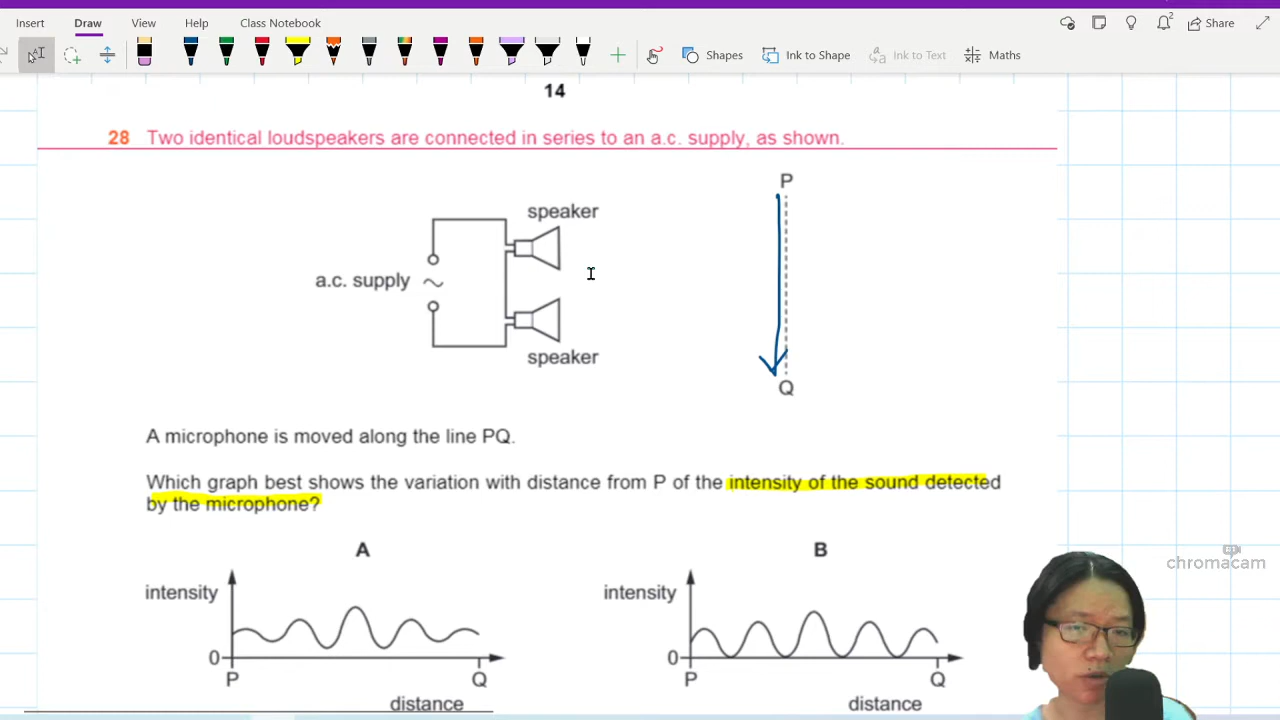 Insert Draw View Help Class Notebook Share
Shapes Ink to Shape Ink to Text Maths
14
28 Two identical loudspeakers are connected in series to an a.c. supply, as shown.
P
speaker
a.c. supply
speaker
Q
A microphone is moved along the line PQ.
Which graph best shows the variation with distance from P of the intensity of the sound detected
by the microphone?
A B
intensity intensity
0 0
P Q P Q
distance distance
chromacam